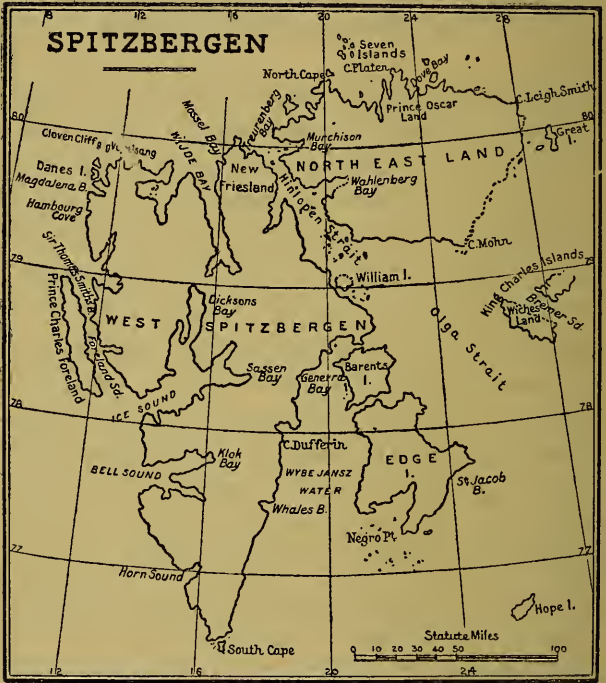 8
12
16
20
24
28
SPITZBERGEN
Seven
Islands
C.Platen
North Cape
Dove Bay
C.Leigh Smith
Prince Oscar
Land
80
80
Great
I.
Treurenberg
Bay
Mossel Bay
Murchison
Bay
Cloven Cliff
WIJDE BAY
Danes I.
Magdalena B.
Hambourg
Cove
New
Friesland
NORTH EAST LAND
Wahlenberg
Bay
Hinlopen Strait
C.Mohn
79
79
Sir Thomas Smiths B.
William I.
King Charles Islands
Bremer Sd.
Wiches
Land
Prince Charles Foreland
Foreland Sd.
Dicksons
Bay
WEST SPITZBERGEN
Olga Strait
Sassen
Bay
Barents
I.
Generra
Bay
ICE SOUND
78
78
C.Dufferin
Klok
Bay
EDGE
I.
BELL SOUND
WYBE JANSZ
WATER
St Jacob
B.
Whales B.
Negro Pt.
77
77
Horn Sound
Hope I.
South Cape
Statute Miles
0 10 20 30 40 50 100
12
16
20
24